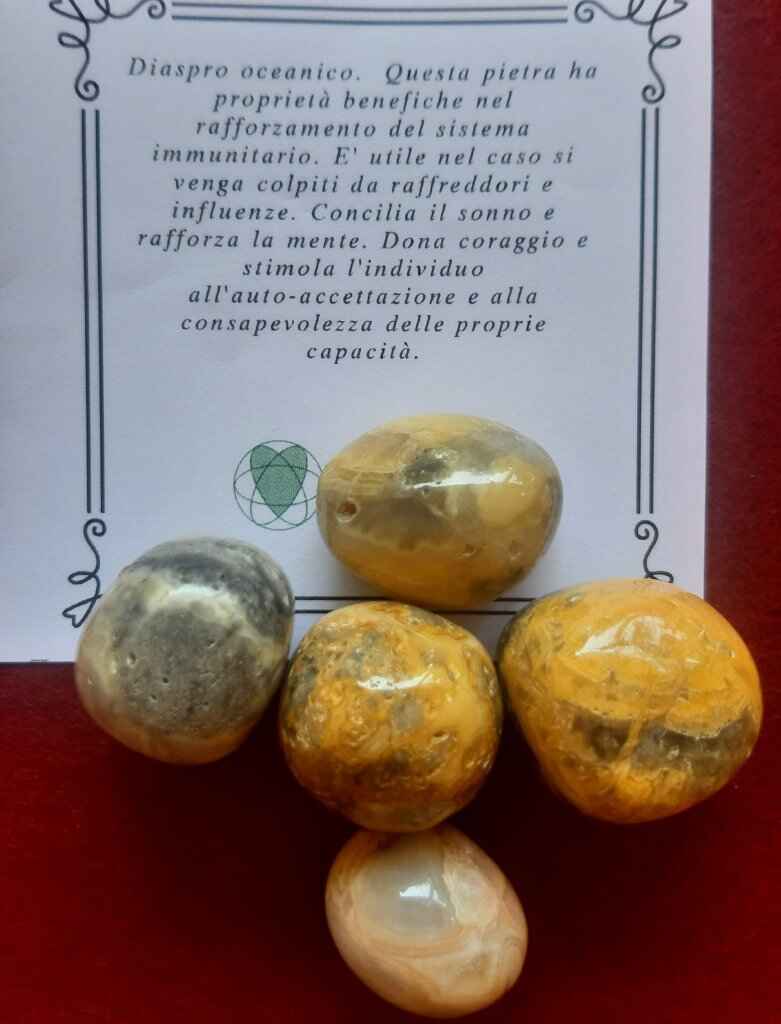 Diaspro oceanico. Questa pietra ha
proprietà benefiche nel
rafforzamento del sistema
immunitario. E' utile nel caso si
venga colpiti da raffreddori e
influenze. Concilia il sonno e
rafforza la mente. Dona coraggio e
stimola l'individuo
all'auto-accettazione e alla
consapevolezza delle proprie
capacità.